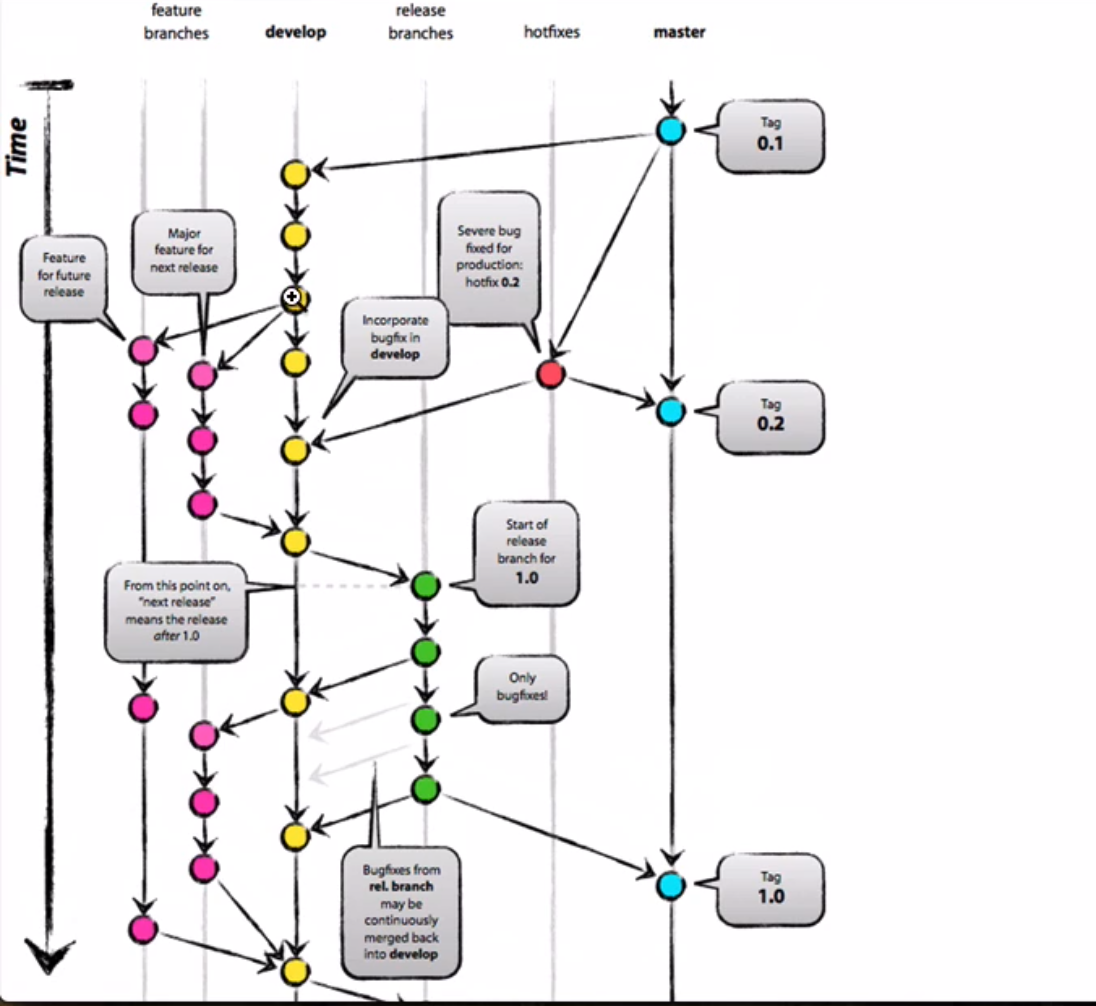 feature
branches
develop
release
branches
hotfixes
master
Time
Tag
0.1
Major
feature for
next release
Feature
for future
release
Severe bug
fixed for
production:
hotfix 0.2
Incorporate
bugfix in
develop
Tag
0.2
Start of
release
branch for
1.0
From this point on,
“next release”
means the release
after 1.0
Only
bugfixes!
Bugfixes from
rel. branch
may be
continuously
merged back
into develop
Tag
1.0